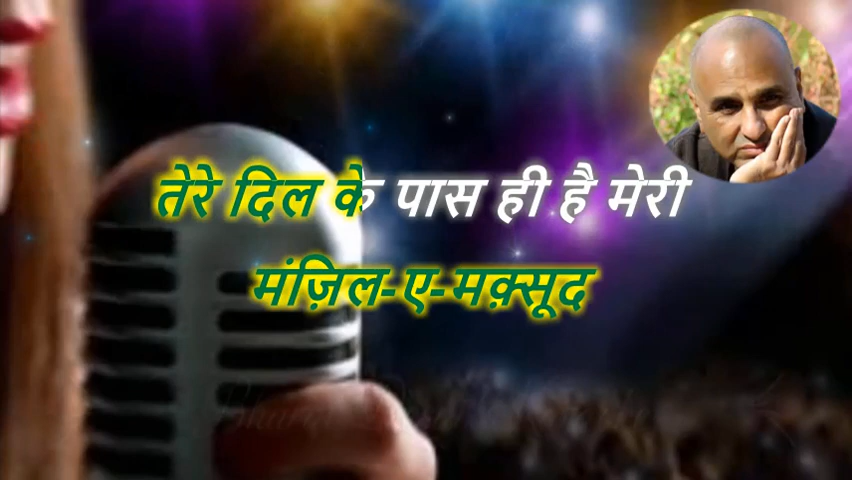 तेरे दिल के पास ही है मेरी
मंज़िल-ए-मक़्सूद